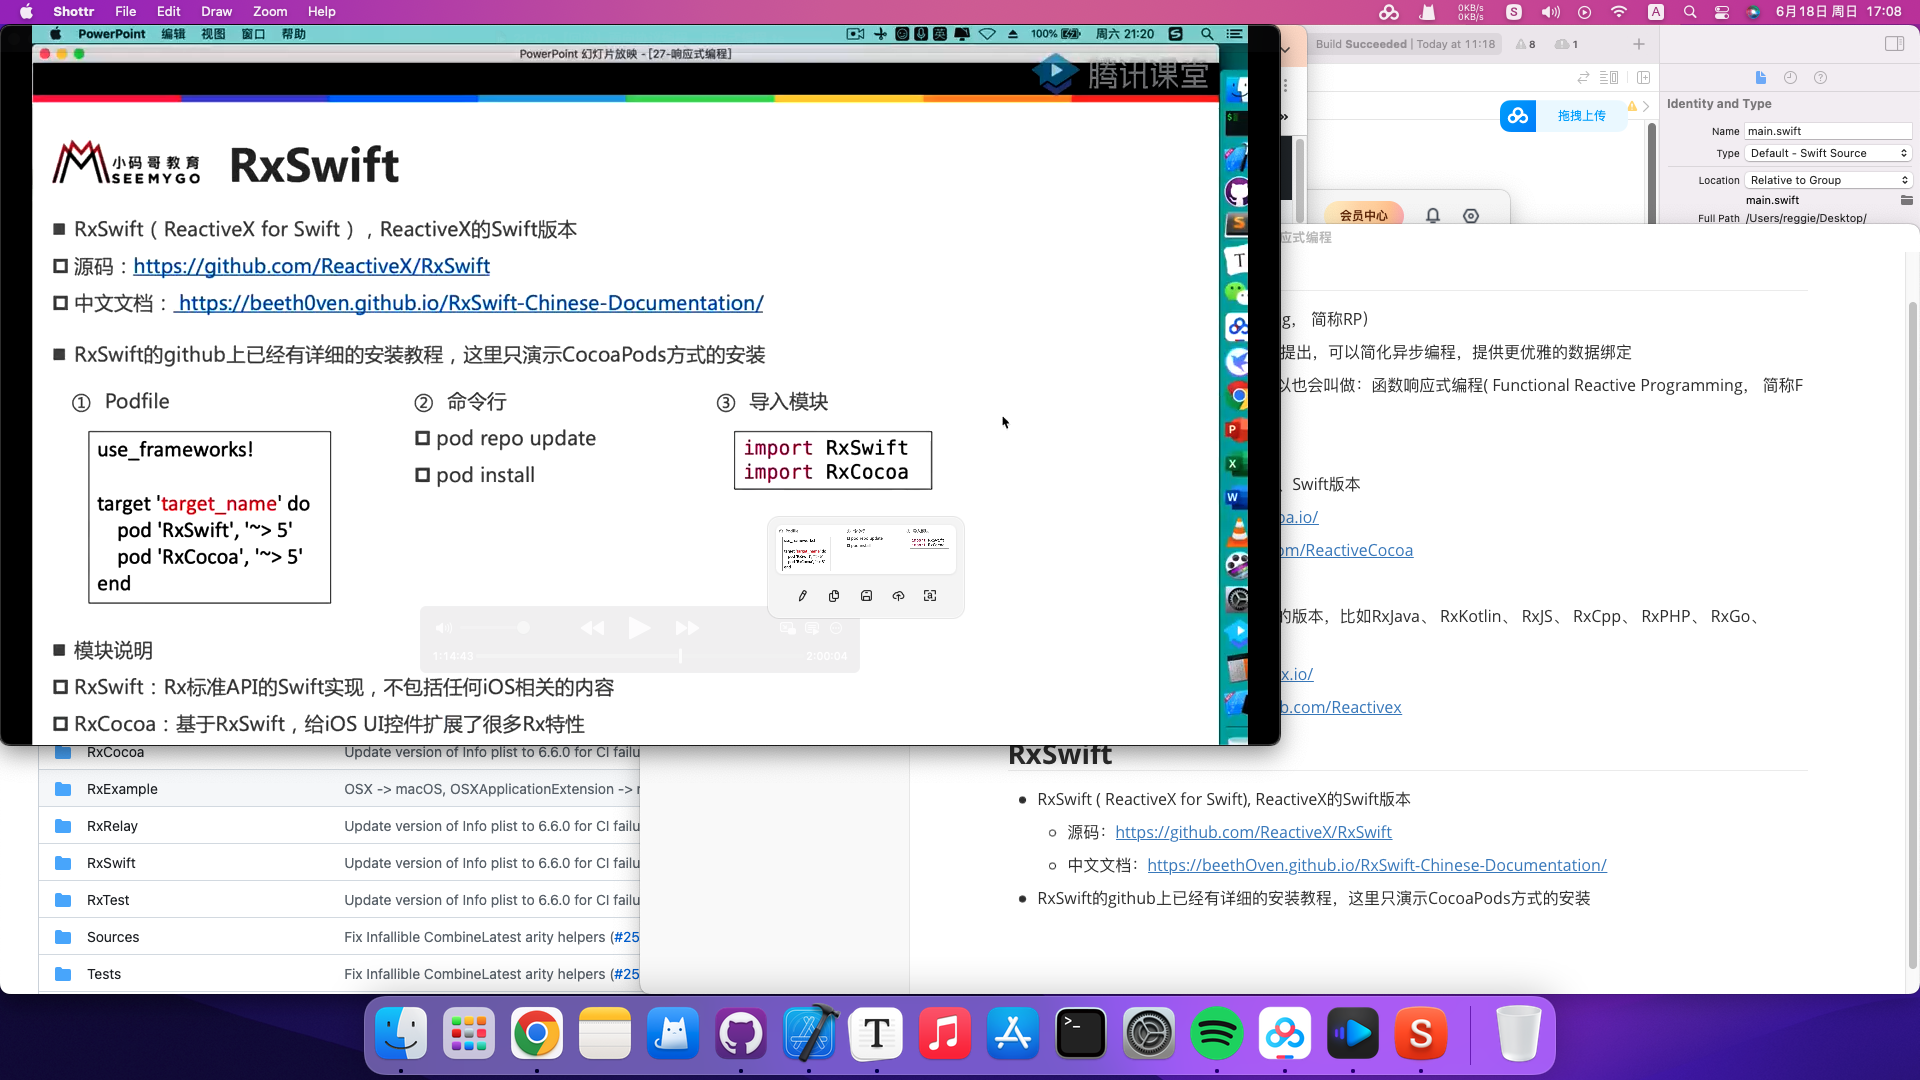 Shottr File Edit Draw Zoom Help
0KB/s
0KB/s
6月18日 周日 17:08
PowerPoint 编辑 视图 窗口 帮助
100% 周六 21:20
PowerPoint 幻灯片放映 - [27-响应式编程]
腾讯课堂
小码哥教育
SEEMYGO
RxSwift
RxSwift（ReactiveX for Swift），ReactiveX的Swift版本
源码：https://github.com/ReactiveX/RxSwift
中文文档： https://beeth0ven.github.io/RxSwift-Chinese-Documentation/
RxSwift的github上已经有详细的安装教程，这里只演示CocoaPods方式的安装
① Podfile
use_frameworks!
target 'target_name' do
pod 'RxSwift', '~> 5'
pod 'RxCocoa', '~> 5'
end
② 命令行
pod repo update
pod install
③ 导入模块
import RxSwift
import RxCocoa
1:14:43
2:00:04
模块说明
RxSwift：Rx标准API的Swift实现，不包括任何iOS相关的内容
RxCocoa：基于RxSwift，给iOS UI控件扩展了很多Rx特性
Build Succeeded | Today at 11:18
8
1
拖拽上传
Identity and Type
Name main.swift
Type Default - Swift Source
Location Relative to Group
main.swift
Full Path /Users/reggie/Desktop/
会员中心
应式编程
g， 简称RP）
提出，可以简化异步编程，提供更优雅的数据绑定
以也会叫做：函数响应式编程( Functional Reactive Programming， 简称F
、Swift版本
oa.io/
om/ReactiveCocoa
的版本，比如RxJava、RxKotlin、RxJS、RxCpp、RxPHP、RxGo、
x.io/
b.com/Reactivex
RxSwift
RxSwift ( ReactiveX for Swift), ReactiveX的Swift版本
源码：https://github.com/ReactiveX/RxSwift
中文文档：https://beethOven.github.io/RxSwift-Chinese-Documentation/
RxSwift的github上已经有详细的安装教程，这里只演示CocoaPods方式的安装
RxCocoa Update version of Info plist to 6.6.0 for CI failu
RxExample OSX -> macOS, OSXApplicationExtension ->
RxRelay Update version of Info plist to 6.6.0 for CI failu
RxSwift Update version of Info plist to 6.6.0 for CI failu
RxTest Update version of Info plist to 6.6.0 for CI failu
Sources Fix Infallible CombineLatest arity helpers (#25
Tests Fix Infallible CombineLatest arity helpers (#25